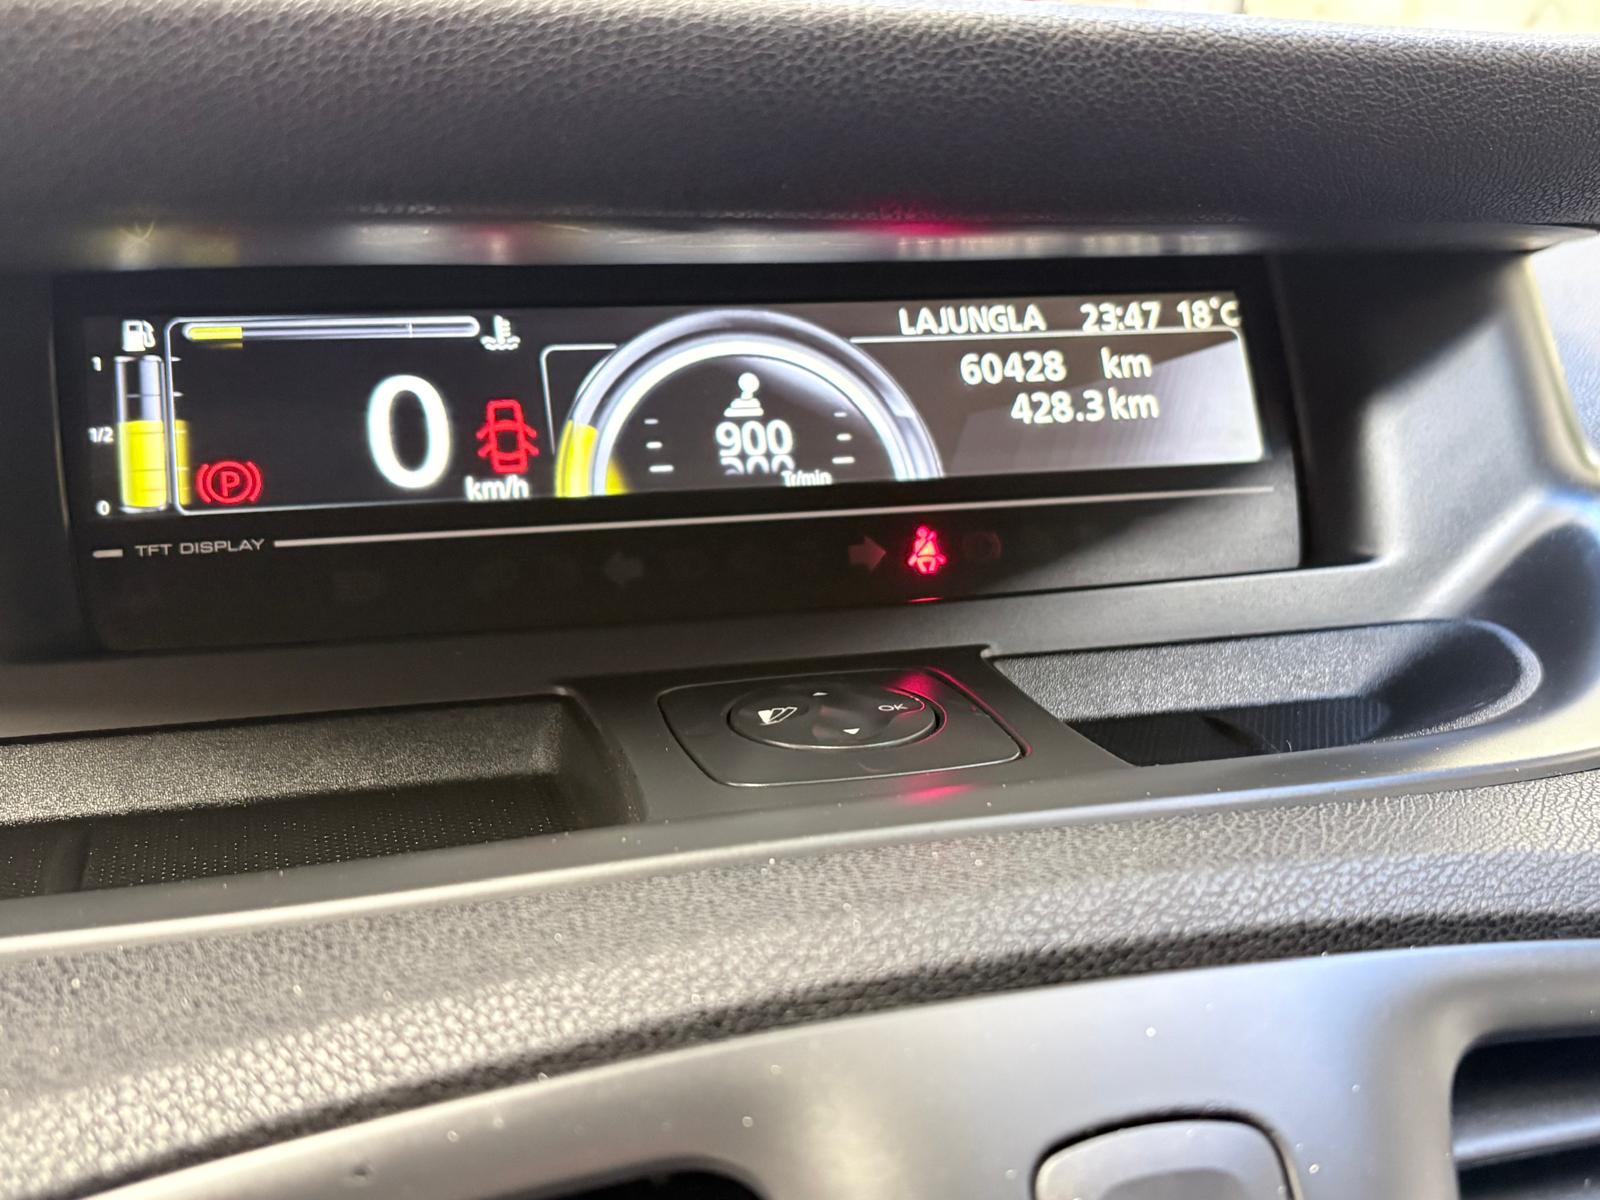 LAJUNGLA 23:47 18°C
60428 km
428.3 km
1
1/2
0
P
0
km/h
900
Tr/min
TFT DISPLAY
OK